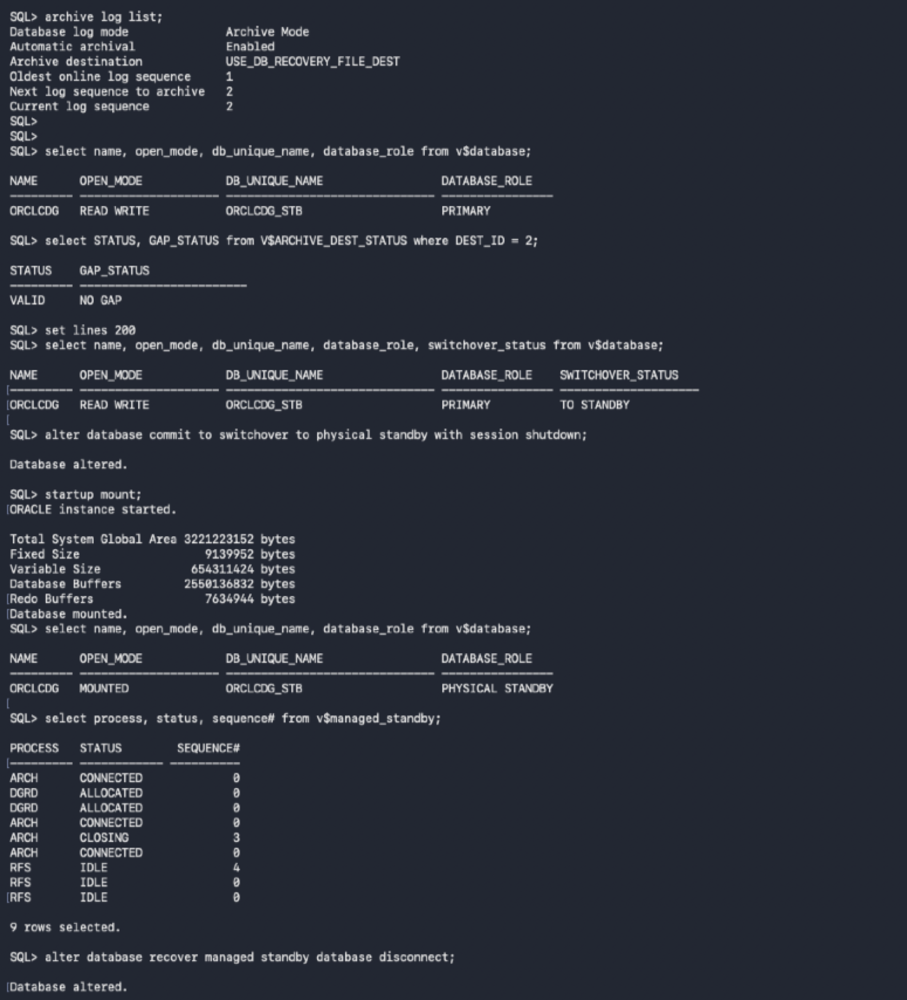 SQL> archive log list;
Database log mode              Archive Mode
Automatic archival             Enabled
Archive destination            USE_DB_RECOVERY_FILE_DEST
Oldest online log sequence     1
Next log sequence to archive   2
Current log sequence           2
SQL>
SQL>
SQL> select name, open_mode, db_unique_name, database_role from v$database;
NAME      OPEN_MODE            DB_UNIQUE_NAME                 DATABASE_ROLE
--------- -------------------- ------------------------------ ----------------
ORCLCDG   READ WRITE           ORCLCDG_STB                    PRIMARY
SQL> select STATUS, GAP_STATUS from V$ARCHIVE_DEST_STATUS where DEST_ID = 2;
STATUS    GAP_STATUS
--------- ------------------------
VALID     NO GAP
SQL> set lines 200
SQL> select name, open_mode, db_unique_name, database_role, switchover_status from v$database;
NAME      OPEN_MODE            DB_UNIQUE_NAME                 DATABASE_ROLE    SWITCHOVER_STATUS
[--------- -------------------- ------------------------------ ---------------- --------------------
[ORCLCDG   READ WRITE           ORCLCDG_STB                    PRIMARY          TO STANDBY
[
SQL> alter database commit to switchover to physical standby with session shutdown;
Database altered.
SQL> startup mount;
[ORACLE instance started.
Total System Global Area 3221223152 bytes
Fixed Size                  9139952 bytes
Variable Size             654311424 bytes
Database Buffers         2550136832 bytes
[Redo Buffers                7634944 bytes
[Database mounted.
SQL> select name, open_mode, db_unique_name, database_role from v$database;
NAME      OPEN_MODE            DB_UNIQUE_NAME                 DATABASE_ROLE
--------- -------------------- ------------------------------ ----------------
ORCLCDG   MOUNTED              ORCLCDG_STB                    PHYSICAL STANDBY
[
SQL> select process, status, sequence# from v$managed_standby;
PROCESS   STATUS        SEQUENCE#
[--------- ------------ ----------
ARCH      CONNECTED             0
DGRD      ALLOCATED             0
DGRD      ALLOCATED             0
ARCH      CONNECTED             0
ARCH      CLOSING               3
ARCH      CONNECTED             0
RFS       IDLE                  4
RFS       IDLE                  0
[RFS       IDLE                  0
9 rows selected.
SQL> alter database recover managed standby database disconnect;
[Database altered.